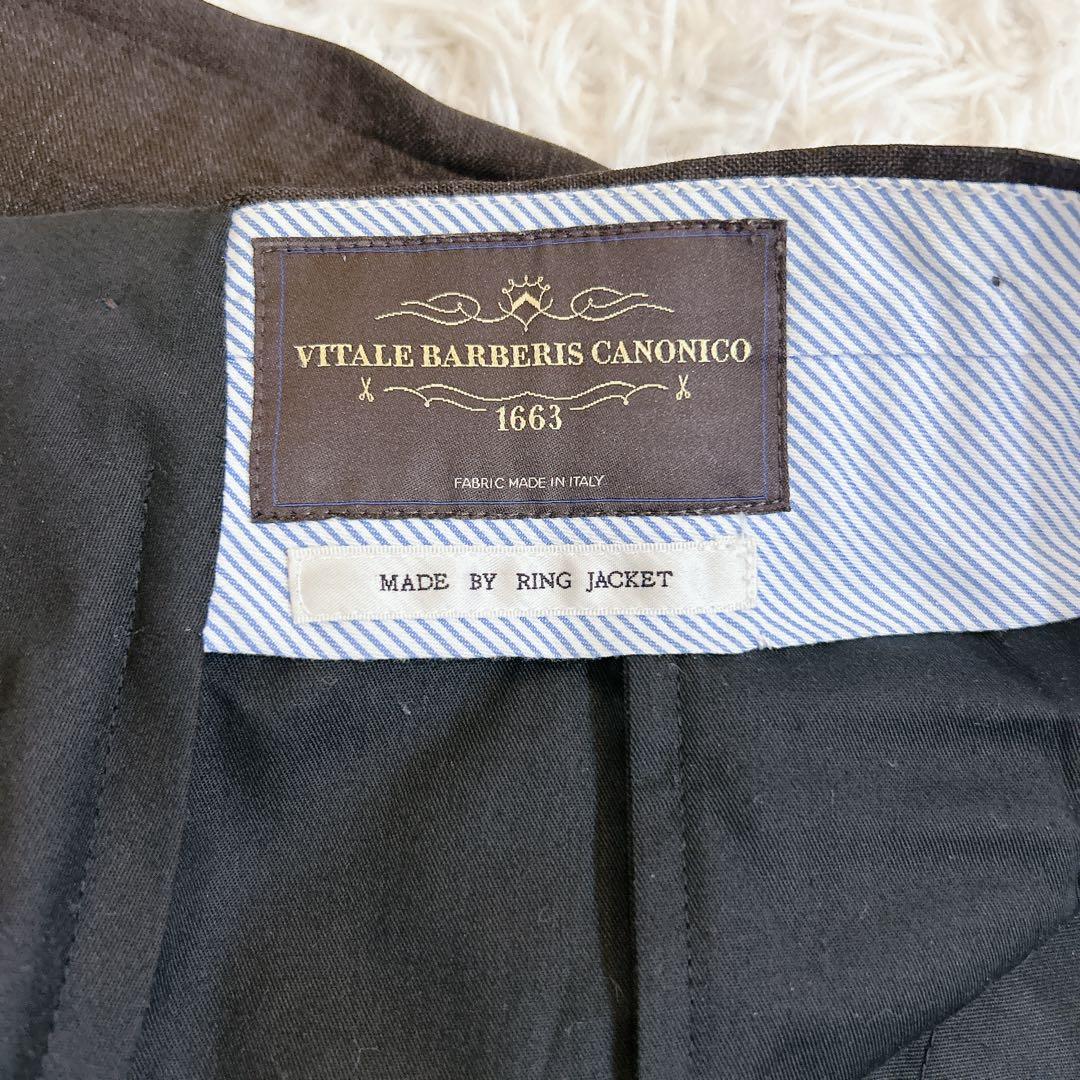 VITALE BARBERIS CANONICO
1663
FABRIC MADE IN ITALY
MADE BY RING JACKET